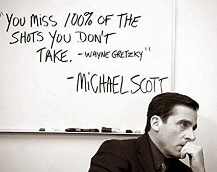 "YOU MISS 100% OF THE
SHOTS YOU DON'T
TAKE. -WAYNE GRETZKY"
-MICHAEL SCOTT